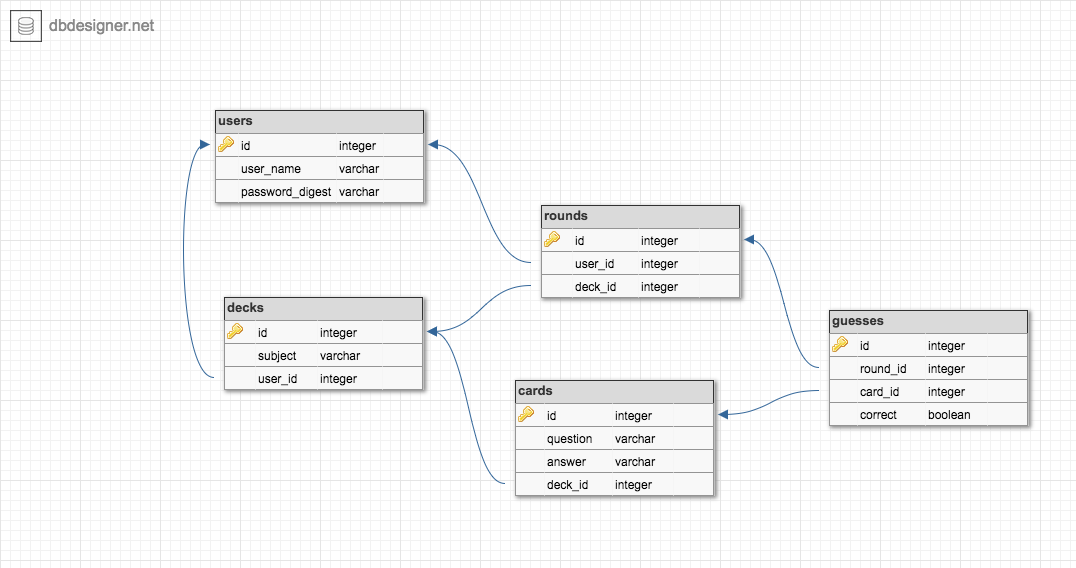 dbdesigner.net
users
id integer
user_name varchar
password_digest varchar
rounds
id integer
user_id integer
deck_id integer
decks
id integer
subject varchar
user_id integer
guesses
id integer
round_id integer
card_id integer
correct boolean
cards
id integer
question varchar
answer varchar
deck_id integer